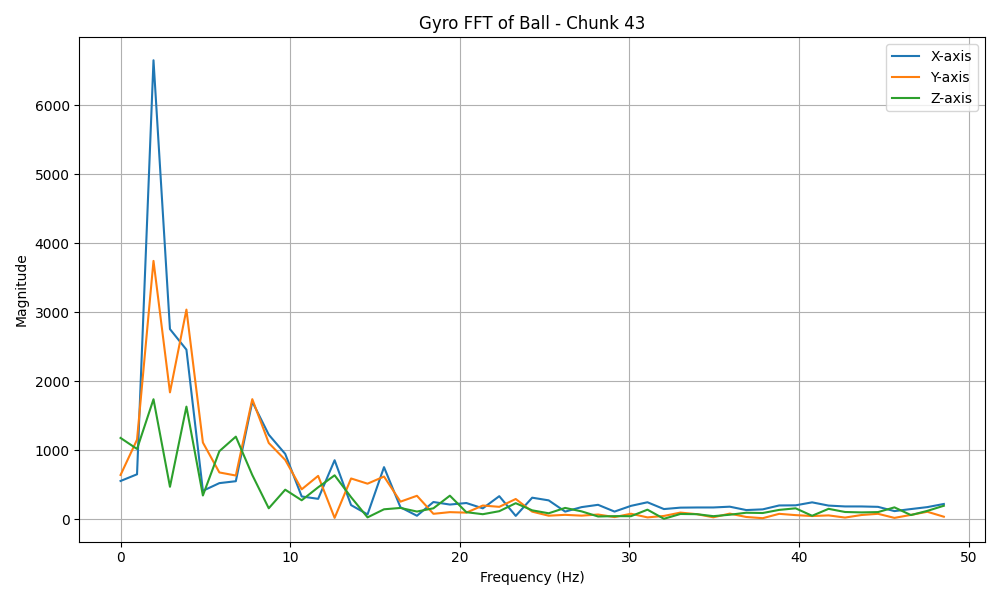 Gyro FFT of Ball - Chunk 43
X-axis
Y-axis
Z-axis
Magnitude
6000
5000
4000
3000
2000
1000
0
0 10 20 30 40 50
Frequency (Hz)